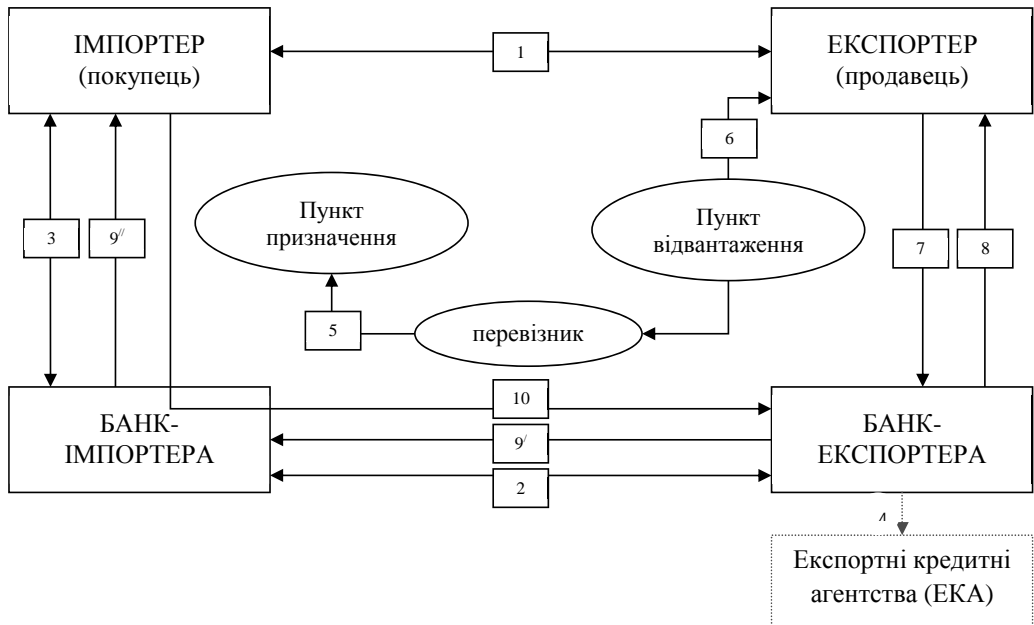 ІМПОРТЕР
(покупець)
1
ЕКСПОРТЕР
(продавець)
6
Пункт
призначення
Пункт
відвантаження
3
9//
7
8
5
перевізник
10
БАНК-
ІМПОРТЕРА
9/
БАНК-
ЕКСПОРТЕРА
2
4
Експортні кредитні
агентства (ЕКА)